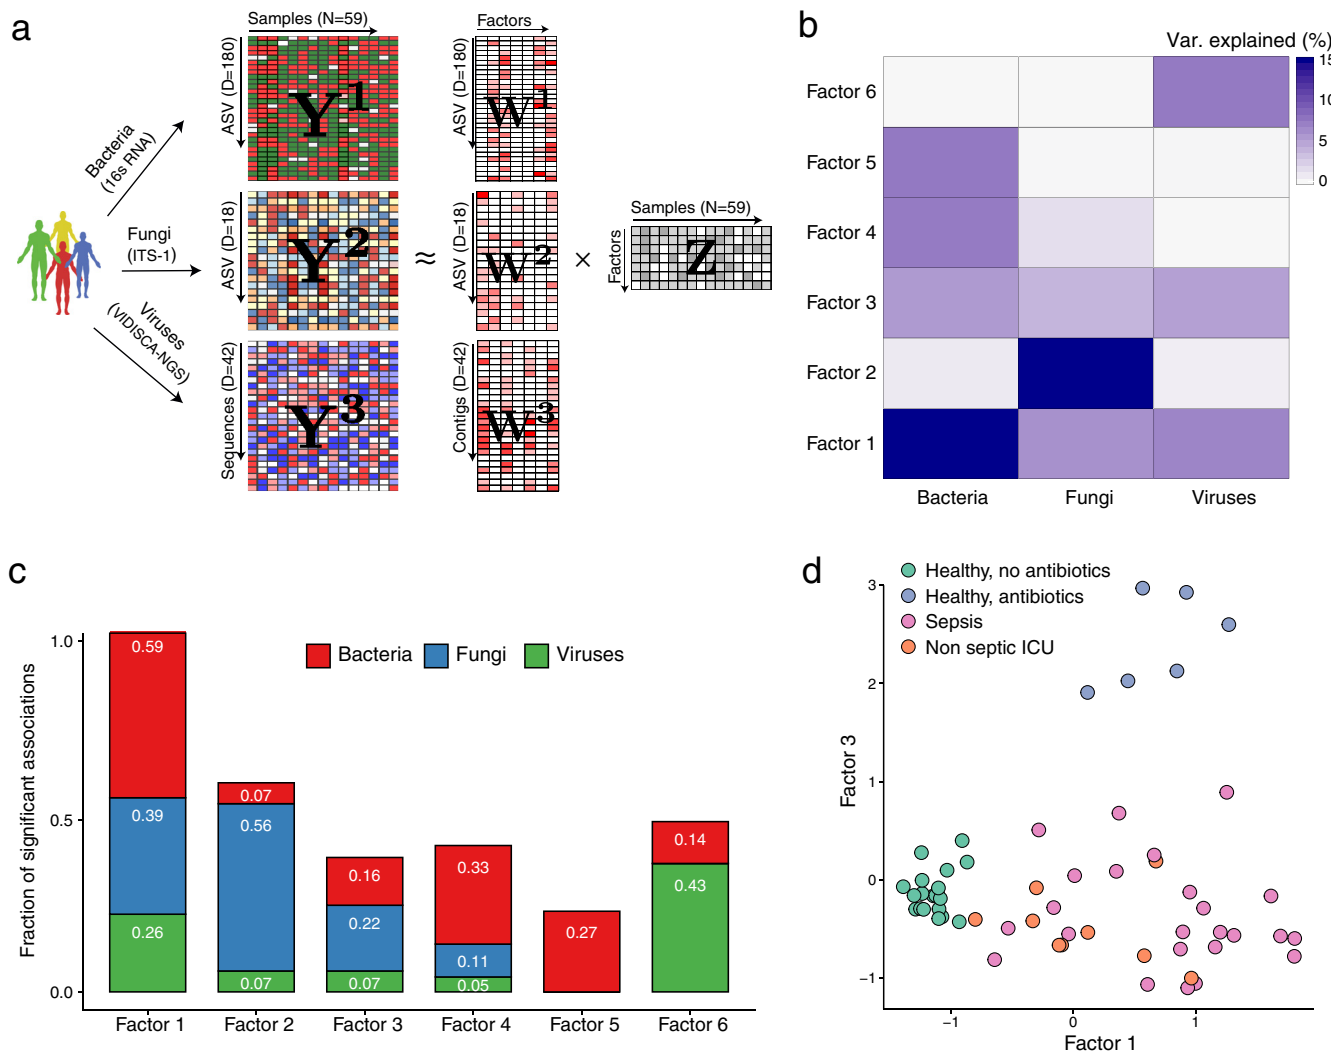 a
Samples (N=59)
Factors
ASV (D=180)
Y1
ASV (D=180)
W1
Bacteria
(16s RNA)
Fungi
(ITS-1)
ASV (D=18)
Y2
≈
ASV (D=18)
W2
×
Samples (N=59)
Factors
Z
Viruses
(VIDISCA-NGS)
Sequences (D=42)
Y3
Contigs (D=42)
W3
b
Var. explained (%)
15
10
5
0
Factor 6
Factor 5
Factor 4
Factor 3
Factor 2
Factor 1
Bacteria Fungi Viruses
c
Fraction of significant associations
1.0
0.5
0.0
Bacteria Fungi Viruses
0.59
0.39
0.26
0.07
0.56
0.07
0.16
0.22
0.07
0.33
0.11
0.05
0.27
0.14
0.43
Factor 1 Factor 2 Factor 3 Factor 4 Factor 5 Factor 6
d
Healthy, no antibiotics
Healthy, antibiotics
Sepsis
Non septic ICU
Factor 3
3
2
1
0
−1
−1 0 1
Factor 1